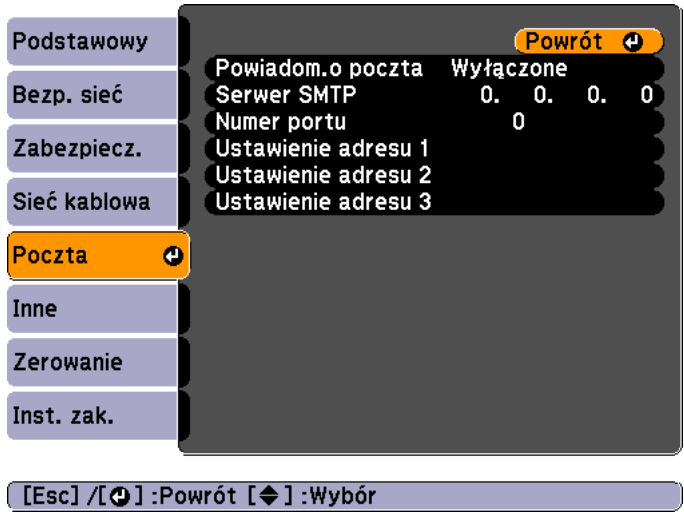 Podstawowy
Bezp. sieć
Zabezpiecz.
Sieć kablowa
Poczta
Inne
Zerowanie
Inst. zak.
Powrót
Powiadom.o poczta Wyłączone
Serwer SMTP 0. 0. 0. 0
Numer portu 0
Ustawienie adresu 1
Ustawienie adresu 2
Ustawienie adresu 3
[Esc] /[⏎] :Powrót [◆] :Wybór